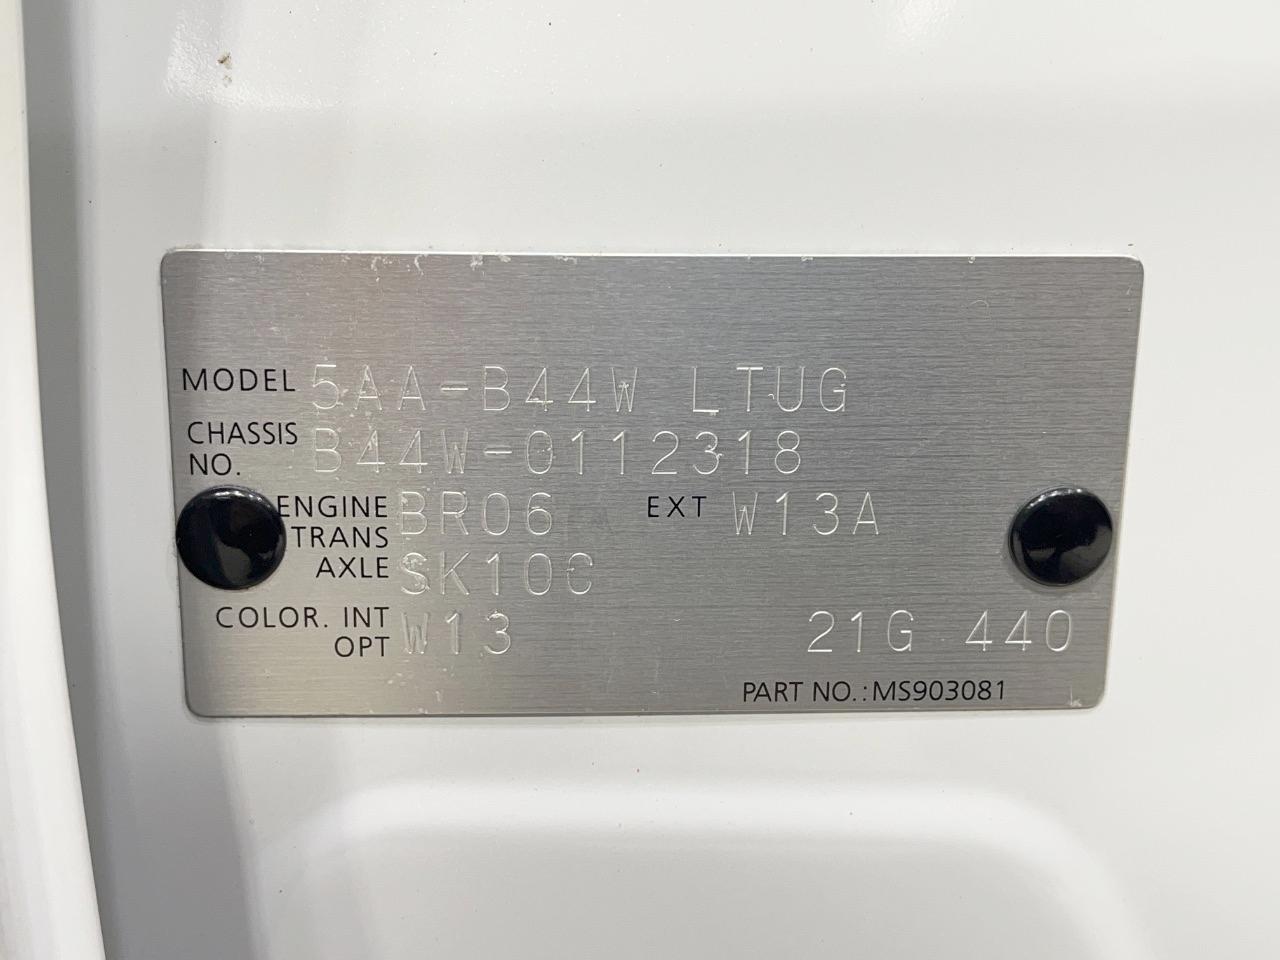 MODEL 5AA-B44W LTUG
CHASSIS NO. B44W-0112318
ENGINE BR06 EXT W13A
TRANS
AXLE SK10C
COLOR. INT W13
OPT 21G 440
PART NO.:MS903081